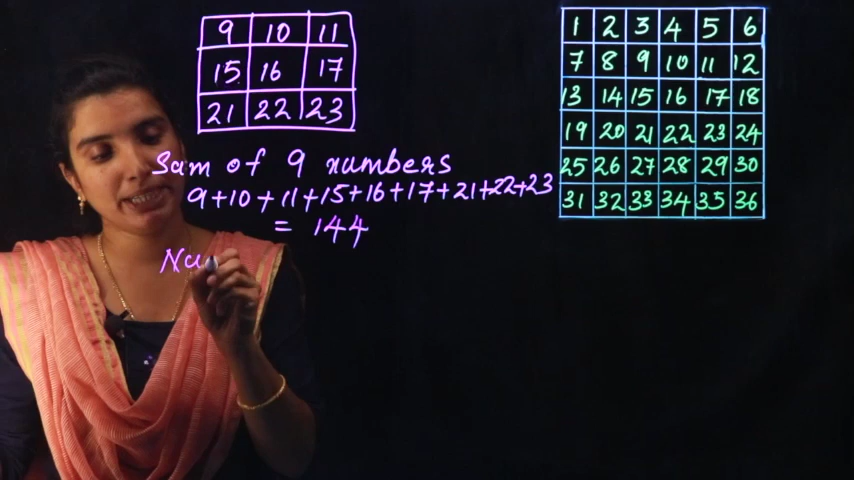 9 10 11
15 16 17
21 22 23
Sum of 9 numbers
9+10+11+15+16+17+21+22+23
= 144
1 2 3 4 5 6
7 8 9 10 11 12
13 14 15 16 17 18
19 20 21 22 23 24
25 26 27 28 29 30
31 32 33 34 35 36